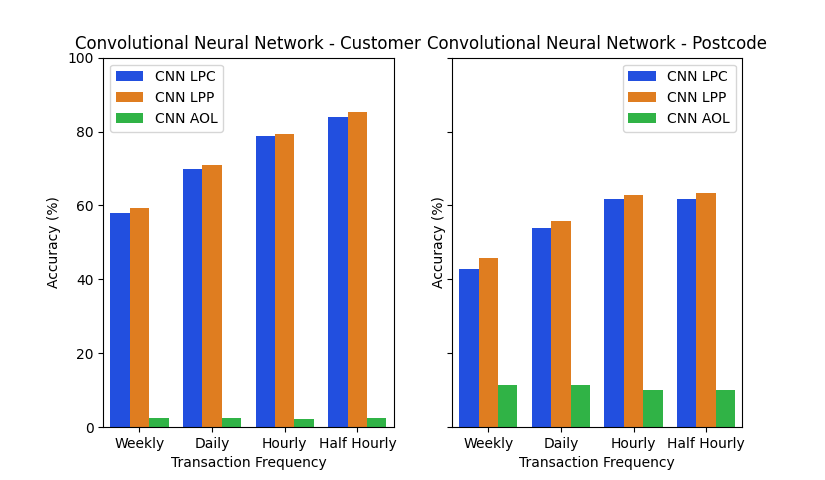 Convolutional Neural Network - Customer
Accuracy (%)
100
80
60
40
20
0
CNN LPC
CNN LPP
CNN AOL
Weekly Daily Hourly Half Hourly
Transaction Frequency
Convolutional Neural Network - Postcode
Accuracy (%)
CNN LPC
CNN LPP
CNN AOL
Weekly Daily Hourly Half Hourly
Transaction Frequency